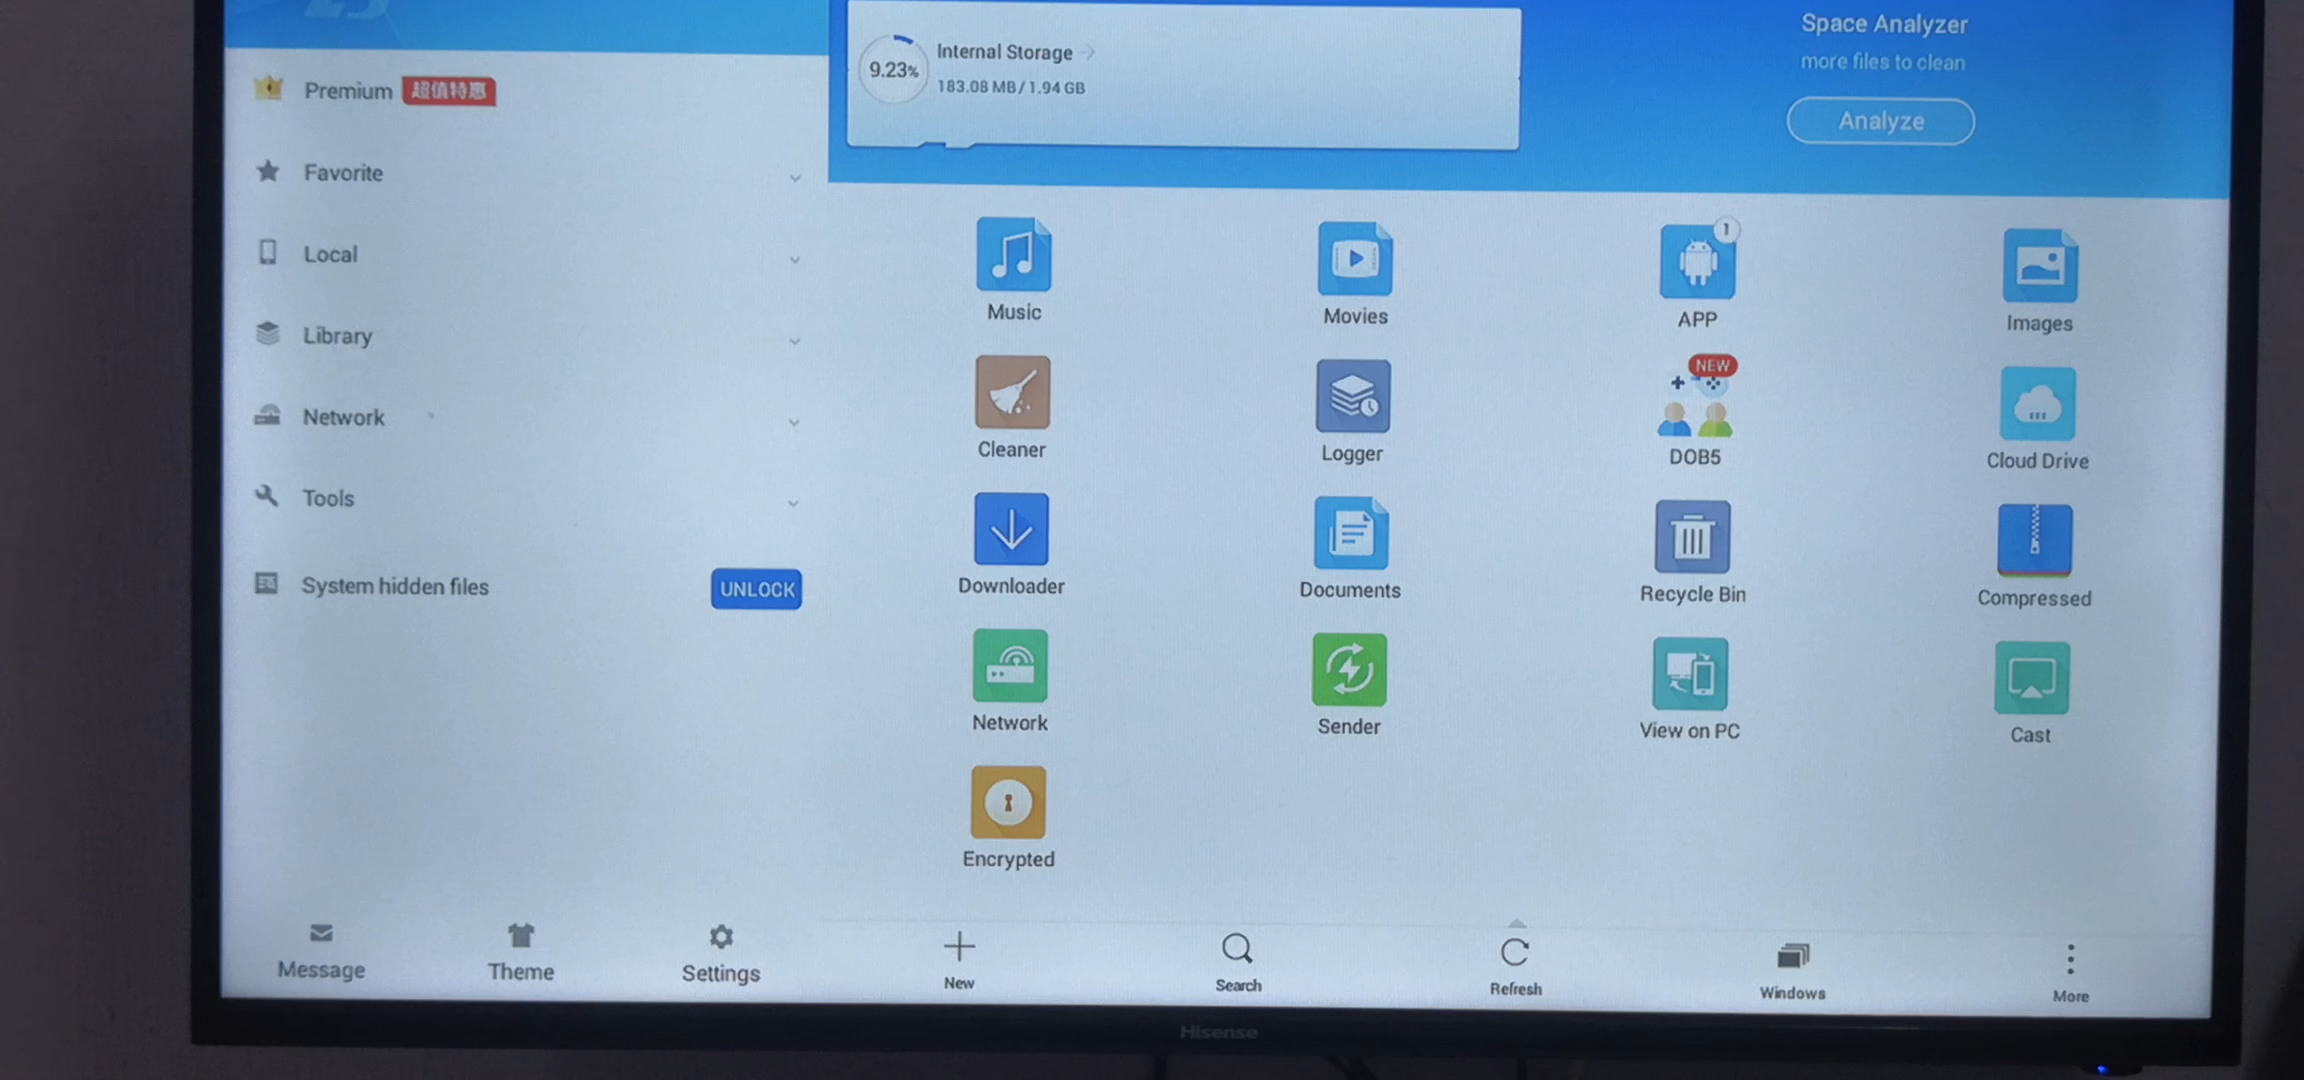 Premium 超值特惠
Favorite
Local
Library
Network
Tools
System hidden files UNLOCK
Message
Theme
Settings
9.23%
Internal Storage
183.08 MB/1.94 GB
Space Analyzer
more files to clean
Analyze
Music
Movies
1
APP
Images
Cleaner
Logger
NEW
DOB5
Cloud Drive
Downloader
Documents
Recycle Bin
Compressed
Network
Sender
View on PC
Cast
Encrypted
New
Search
Refresh
Windows
More
Hisense